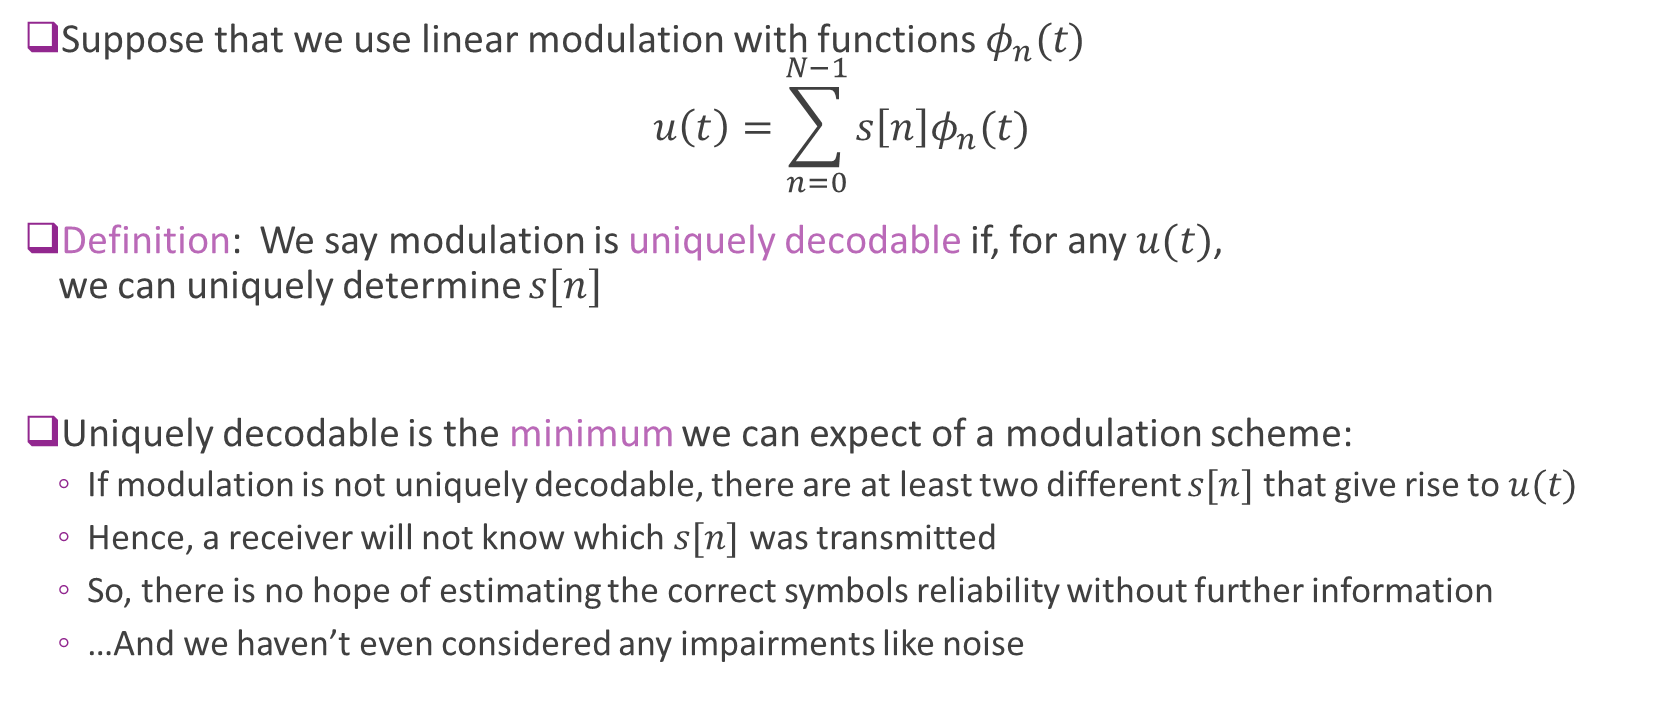 ❑Suppose that we use linear modulation with functions 𝜙ₙ(𝑡)
N−1
𝑢(𝑡) = ∑ 𝑠[𝑛]𝜙ₙ(𝑡)
n=0
❑Definition: We say modulation is uniquely decodable if, for any 𝑢(𝑡),
we can uniquely determine 𝑠[𝑛]
❑Uniquely decodable is the minimum we can expect of a modulation scheme:
◦ If modulation is not uniquely decodable, there are at least two different 𝑠[𝑛] that give rise to 𝑢(𝑡)
◦ Hence, a receiver will not know which 𝑠[𝑛] was transmitted
◦ So, there is no hope of estimating the correct symbols reliability without further information
◦ …And we haven’t even considered any impairments like noise